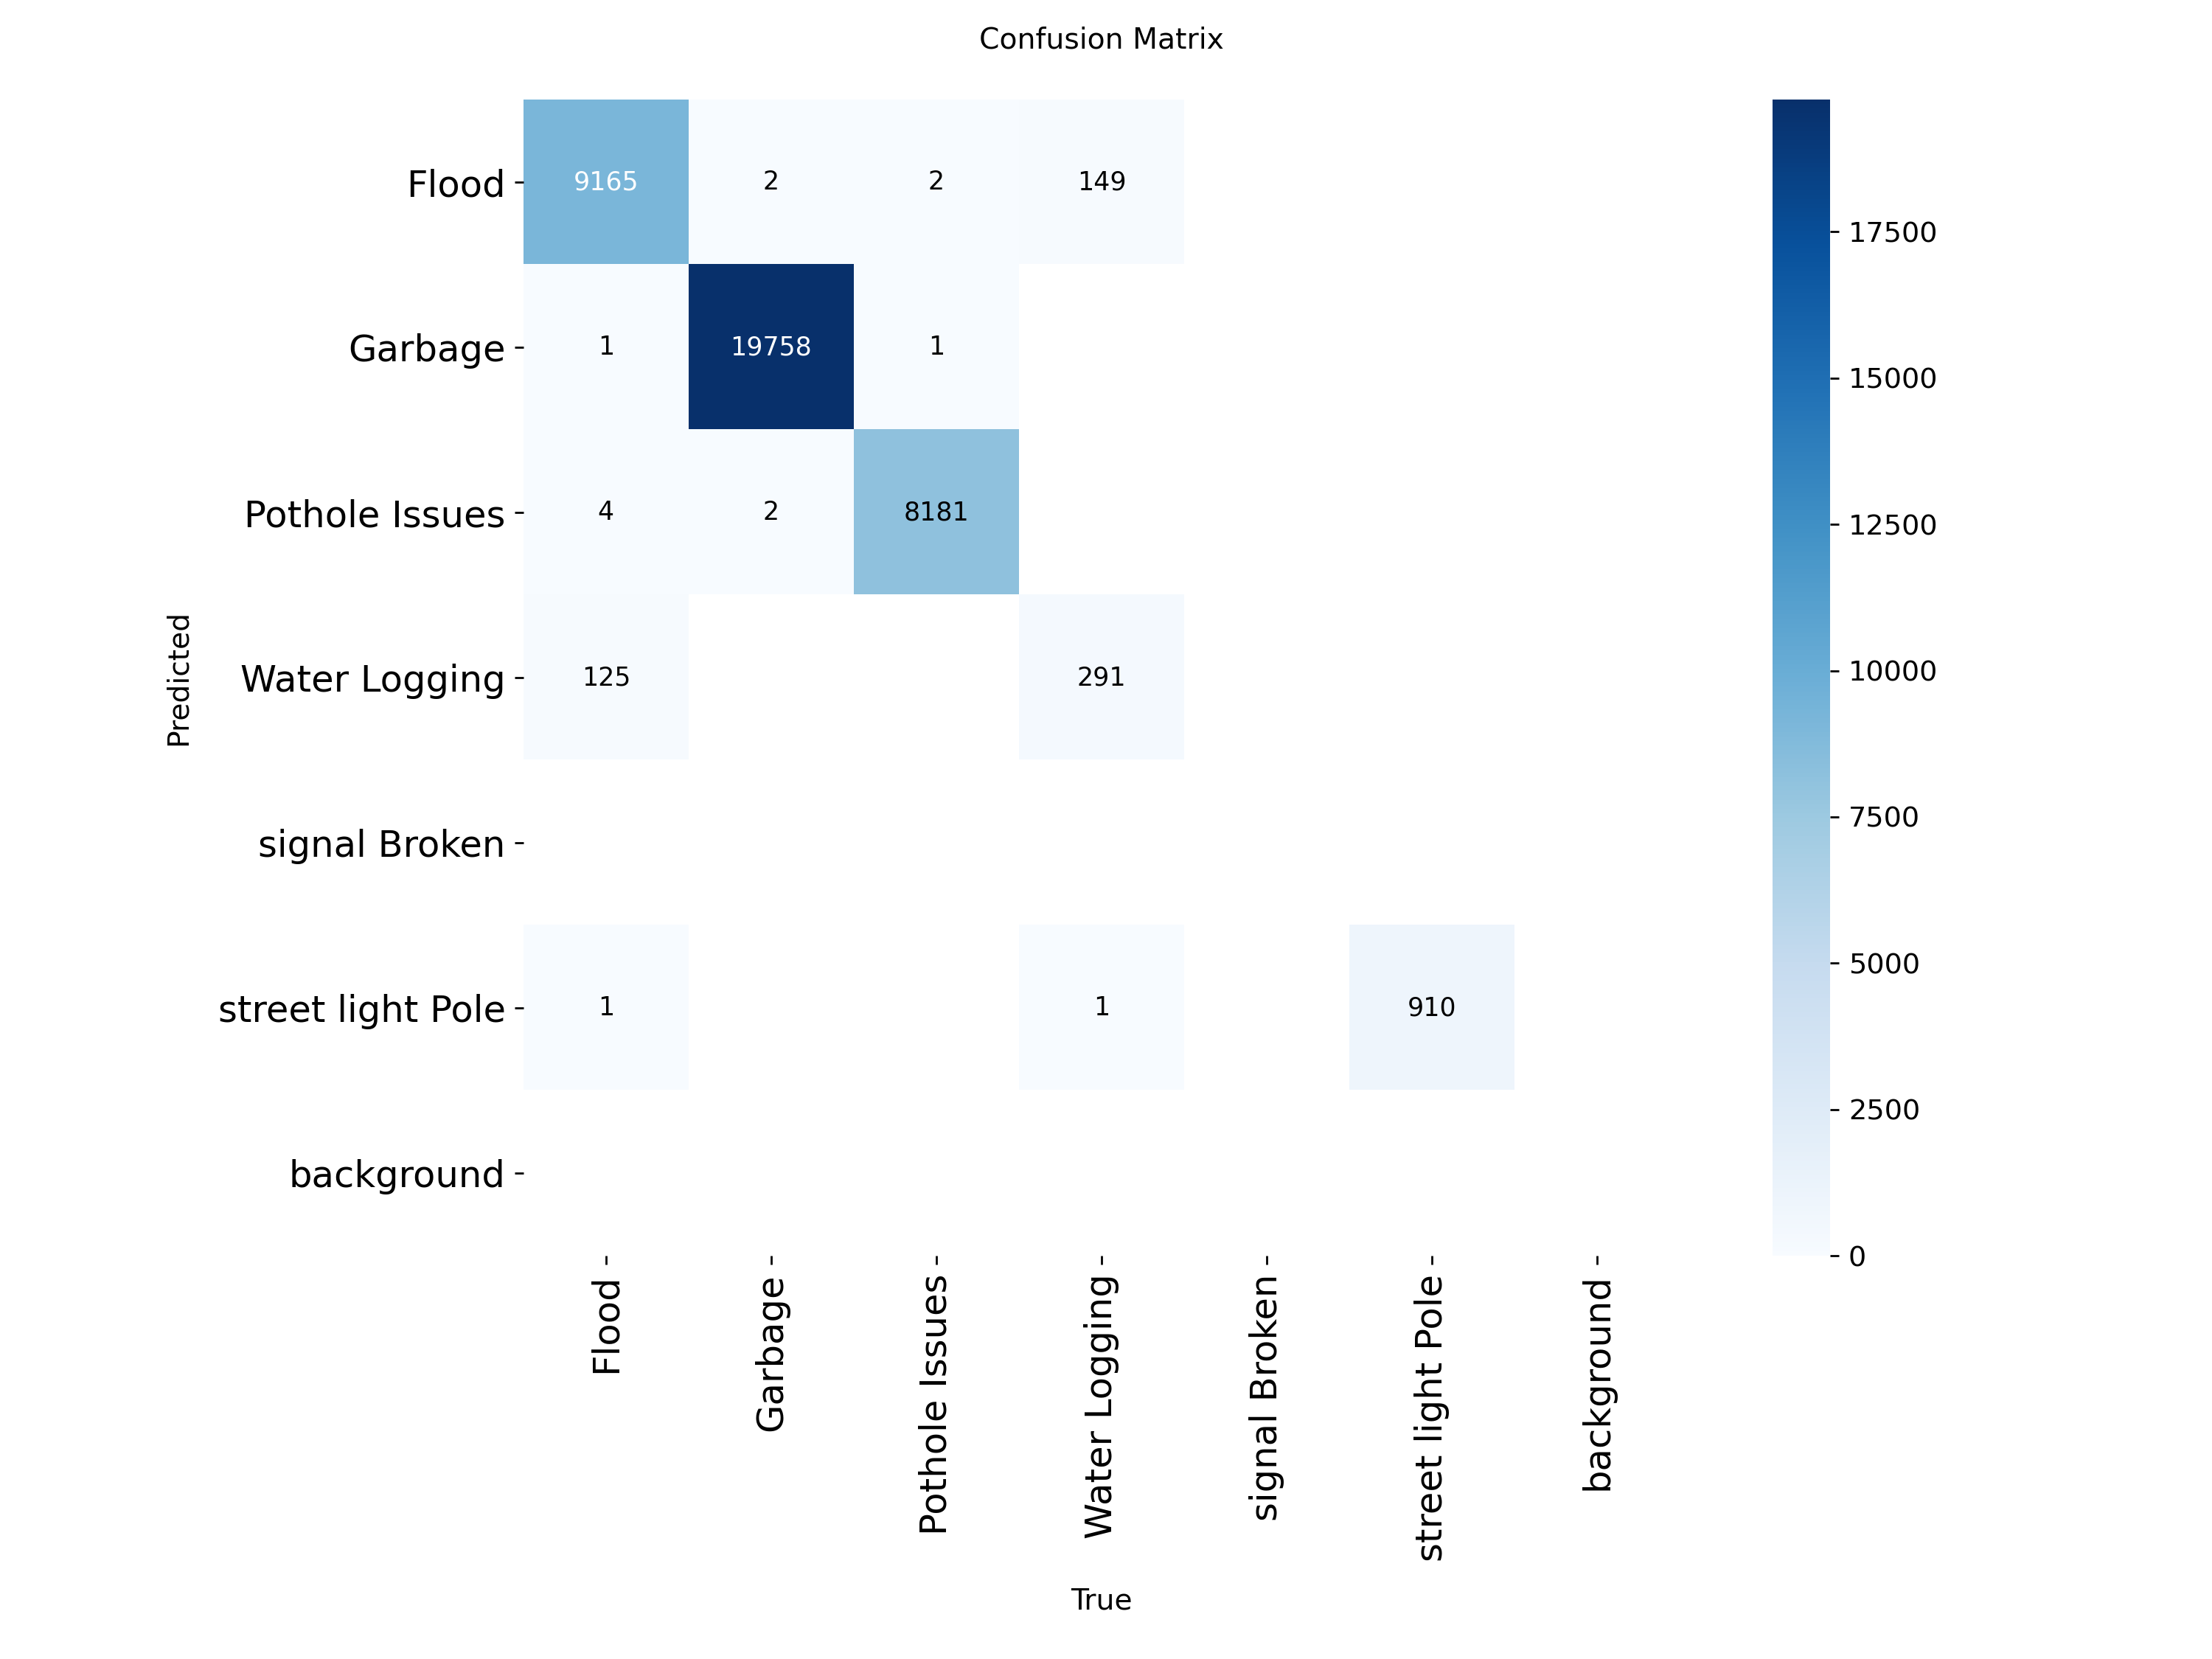 Confusion Matrix
Predicted
Flood 9165 2 2 149
Garbage 1 19758 1
Pothole Issues 4 2 8181
Water Logging 125 291
signal Broken
street light Pole 1 1 910
background
Flood
Garbage
Pothole Issues
Water Logging
signal Broken
street light Pole
background
True
17500
15000
12500
10000
7500
5000
2500
0